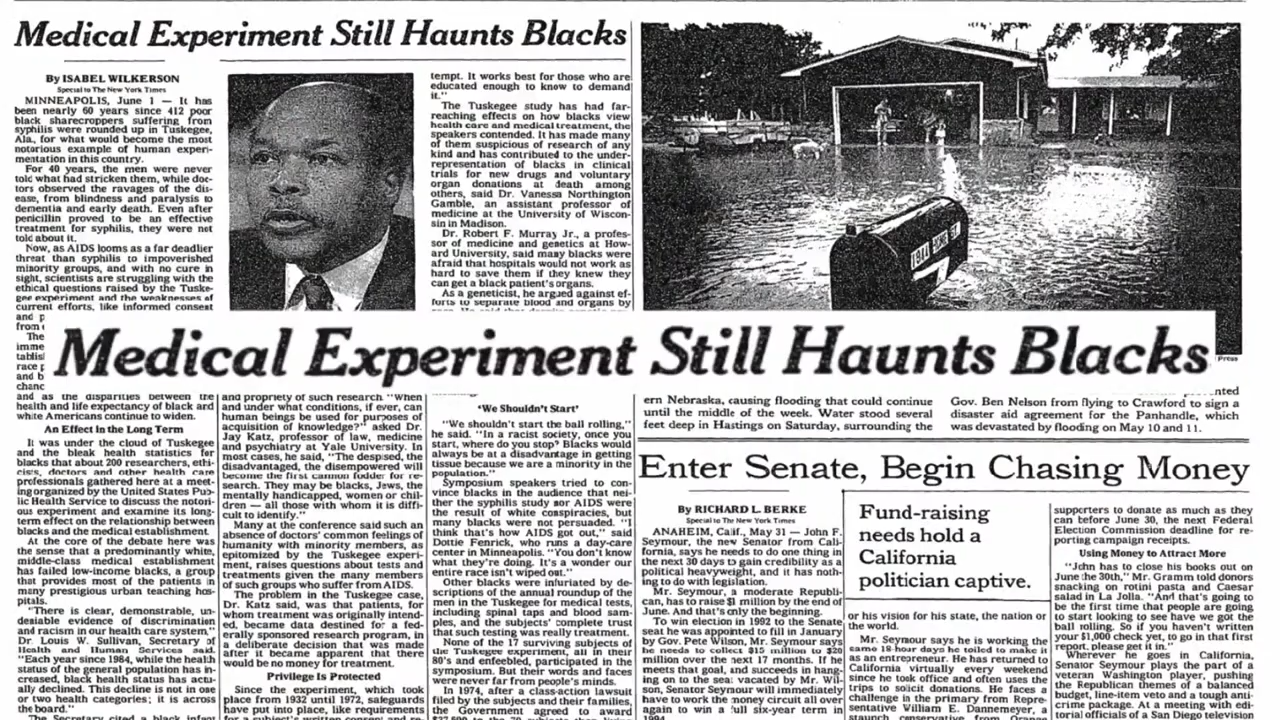 Medical Experiment Still Haunts Blacks
By ISABEL WILKERSON
Special to The New York Times
MINNEAPOLIS, June 1 — It has
been nearly 60 years since 412 poor
black sharecroppers suffering from
syphilis were rounded up in Tuskegee,
Ala., for what would become the most
notorious example of human experi-
mentation in this country.
For 40 years, the men were never
told what had stricken them, while doc-
tors observed the ravages of the dis-
ease, from blindness and paralysis to
dementia and early death. Even after
penicillin proved to be an effective
treatment for syphilis, they were not
told about it.
Now, as AIDS looms as a far deadlier
threat than syphilis to impoverished
minority groups, and with no cure in
sight, scientists are struggling with the
ethical questions raised by the Tuske-
gee experiment and the weaknesses of
current efforts, like informed consent
and
from
The
imme
tablis
race
and b
chanc
and as the disparities between the
health and life expectancy of black and
white Americans continue to widen.
An Effect in the Long Term
It was under the cloud of Tuskegee
and the bleak health statistics for
blacks that about 200 researchers, ethi-
cists, doctors and other health care
professionals gathered here at a meet-
ing organized by the United States Pub-
lic Health Service to discuss the notori-
ous experiment and examine its long-
term effect on the relationship between
blacks and the medical establishment.
At the core of the debate here was
the sense that a predominantly white,
middle-class medical establishment
has failed low-income blacks, a group
that provides most of the patients in
many prestigious urban teaching hos-
pitals.
"There is clear, demonstrable, un-
desirable evidence of discrimination
and racism in our health care system,"
Dr. Louis W. Sullivan, Secretary of
Health and Human Services said.
"Each year since 1984, while the health
status of the general population has in-
creased, black health status has actu-
ally declined. This decline is not in one
or two health categories; it is across
the board."
The Secretary cited a black infant
and propriety of such research "When
and under what conditions, if ever, can
human beings be used for purposes of
acquisition of knowledge?" asked Dr.
Jay Katz, professor of law, medicine
and psychiatry at Yale University. In
most cases, he said, "The despised, the
disadvantaged, the disempowered will
become the first cannon fodder for re-
search. They may be blacks, Jews, the
mentally handicapped, women or chil-
dren — all those with whom it is diffi-
cult to identify."
Many at the conference said such an
absence of doctors' common feelings of
humanity with minority members, as
epitomized by the Tuskegee experi-
ment, raises questions about tests and
treatments given the many members
of such groups who suffer from AIDS.
The problem in the Tuskegee case,
Dr. Katz said, was that patients, for
whom treatment was originally intend-
ed, became data destined for a fed-
erally sponsored research program, in
a deliberate decision that was made
after it became apparent that there
would be no money for treatment.
Privilege Is Protected
Since the experiment, which took
place from 1932 until 1972, safeguards
have put into place, like requirements
for a subject's written consent and re-
tempt. It works best for those who are
educated enough to know to demand
it."
The Tuskegee study has had far-
reaching effects on how blacks view
health care and medical treatment, the
speakers contended. It has made many
of them suspicious of research of any
kind and has contributed to the under-
representation of blacks in clinical
trials for new drugs and voluntary
organ donations at death among
others, said Dr. Vanessa Northington
Gamble, an assistant professor of
medicine at the University of Wiscon-
sin in Madison.
Dr. Robert F. Murray Jr., a profes-
sor of medicine and genetics at How-
ard University, said many blacks were
afraid that hospitals would not work as
hard to save them if they knew they
can get a black patient's organs.
As a geneticist, he argued against ef-
forts to separate blood and organs by
'We Shouldn't Start'
"We shouldn't start the ball rolling,"
he said. "In a racist society, once you
start, where do you stop? Blacks would
always be at a disadvantage in getting
tissue because we are a minority in the
population."
Symposium speakers tried to con-
vince blacks in the audience that nei-
ther the syphilis study nor AIDS were
the result of white conspiracies, but
many blacks were not persuaded. "I
think that's how AIDS got out," said
Dottie Fenrick, who runs a day-care
center in Minneapolis. "You don't know
what they're doing. It's a wonder our
entire race isn't wiped out."
Other blacks were infuriated by de-
scriptions of the annual roundup of the
men in the Tuskegee for medical tests,
including spinal taps and blood sam-
ples, and the subjects' complete trust
that such testing was really treatment.
None of the 17 surviving subjects of
the Tuskegee experiment, all in their
80's and enfeebled, participated in the
symposium. But their words and faces
were never far from people's minds.
In 1974, after a class-action lawsuit
filed by the subjects and their families,
the Government agreed to award
Medical Experiment Still Haunts Blacks
Press
ern Nebraska, causing flooding that could continue
until the middle of the week. Water stood several
feet deep in Hastings on Saturday, surrounding the
nted
Gov. Ben Nelson from flying to Crawford to sign a
disaster aid agreement for the Panhandle, which
was devastated by flooding on May 10 and 11.
Enter Senate, Begin Chasing Money
By RICHARD L. BERKE
Special to The New York Times
ANAHEIM, Calif., May 31 — John F.
Seymour, the new Senator from Cali-
fornia, says he needs to do one thing in
the next 30 days to gain credibility as a
political heavyweight, and it has noth-
ing to do with legislation.
Mr. Seymour, a moderate Republi-
can, has to raise $1 million by the end of
June. And that's only the beginning.
To win election in 1992 to the Senate
seat he was appointed to fill in January
by Gov. Pete Wilson, Mr. Seymour says
he needs to collect $15 million to $20
million over the next 17 months. If he
meets that goal, and succeeds in hang-
ing on to the sea: vacated by Mr. Wil-
son, Senator Seymour will immediately
have to work the money circuit all over
again to win a full six-year term in
1994.
Fund-raising
needs hold a
California
politician captive.
or his vision for his state, the nation or
the world.
Mr. Seymour says he is working the
same 18-hour days he toiled to make it
as an entrepreneur. He has returned to
California virtually every weekend
since he took office and often uses the
trips to solicit donations. He faces a
challenge in the primary from Repre-
sentative William E. Dannemeyer, a
staunch conservative from Orange
supporters to donate as much as they
can before June 30, the next Federal
Election Commission deadline for re-
porting campaign receipts.
Using Money to Attract More
"John has to close his books out on
June the 30th," Mr. Gramm told donors
snacking on rotini pasta and Caesar
salad in La Jolla. "And that's going to
be the first time that people are going
to start looking to see have we got the
ball rolling. So if you haven't written
your $1,000 check yet, to go in that first
report, please get it in."
Wherever he goes in California,
Senator Seymour plays the part of a
veteran Washington player, pushing
the Republican themes of a balanced
budget, line-item veto and a tough anti-
crime package. At a meeting with edi-
torial officials of a San Diego television